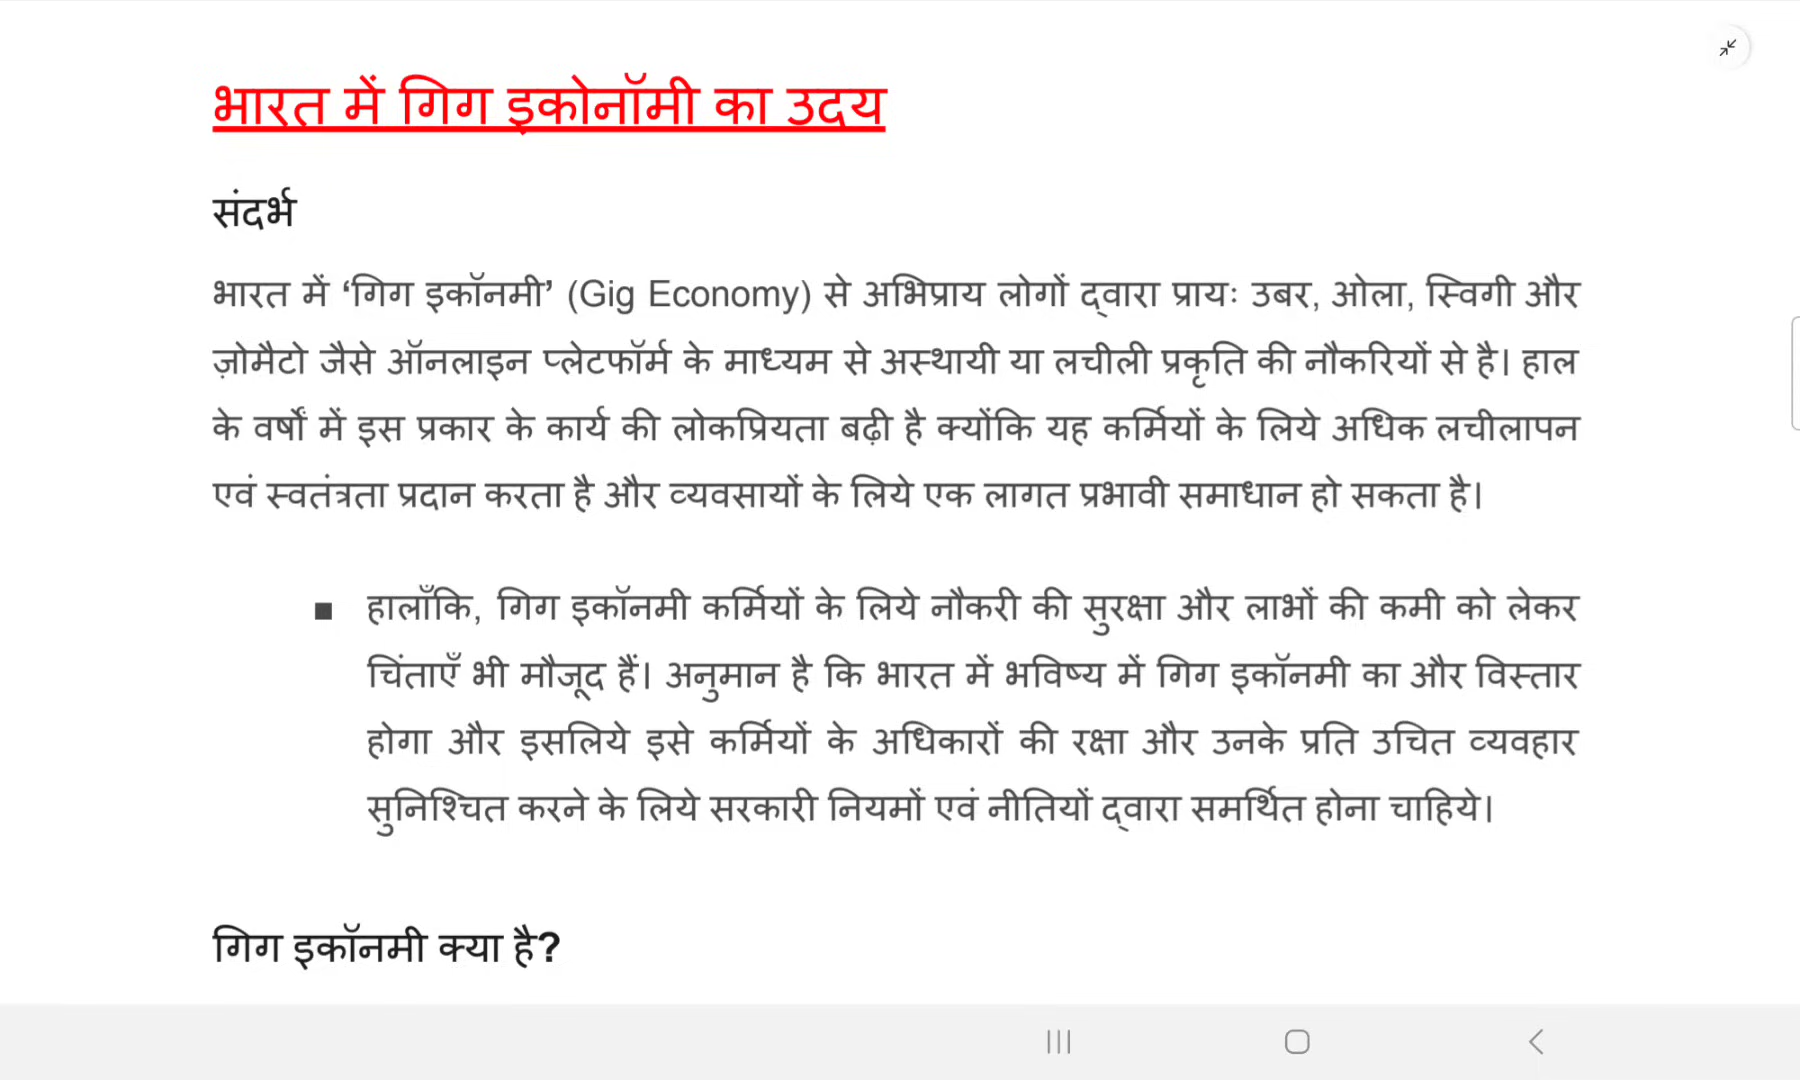 भारत में गिग इकोनॉमी का उदय
संदर्भ
भारत में ‘गिग इकॉनमी’ (Gig Economy) से अभिप्राय लोगों द्वारा प्रायः उबर, ओला, स्विगी और
ज़ोमैटो जैसे ऑनलाइन प्लेटफॉर्म के माध्यम से अस्थायी या लचीली प्रकृति की नौकरियों से है। हाल
के वर्षों में इस प्रकार के कार्य की लोकप्रियता बढ़ी है क्योंकि यह कर्मियों के लिये अधिक लचीलापन
एवं स्वतंत्रता प्रदान करता है और व्यवसायों के लिये एक लागत प्रभावी समाधान हो सकता है।
■ हालाँकि, गिग इकॉनमी कर्मियों के लिये नौकरी की सुरक्षा और लाभों की कमी को लेकर
चिंताएँ भी मौजूद हैं। अनुमान है कि भारत में भविष्य में गिग इकॉनमी का और विस्तार
होगा और इसलिये इसे कर्मियों के अधिकारों की रक्षा और उनके प्रति उचित व्यवहार
सुनिश्चित करने के लिये सरकारी नियमों एवं नीतियों द्वारा समर्थित होना चाहिये।
गिग इकॉनमी क्या है?